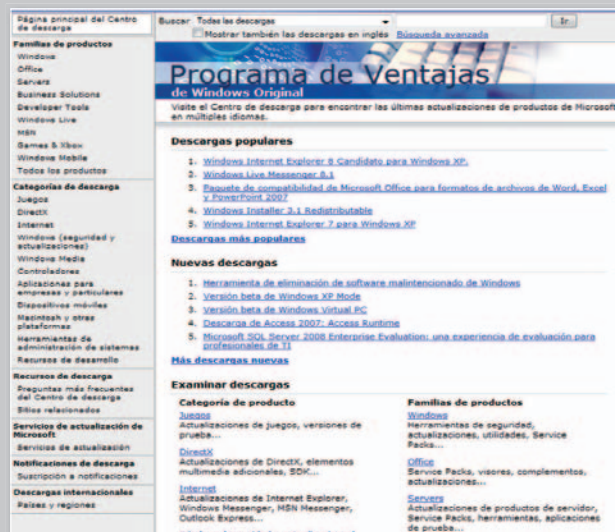 Página principal del Centro
de descarga
Familias de productos
Windows
Office
Servers
Business Solutions
Developer Tools
Windows Live
MSN
Games & Xbox
Windows Mobile
Todos los productos
Categorías de descarga
Juegos
DirectX
Internet
Windows (seguridad y
actualizaciones)
Windows Media
Controladores
Aplicaciones para
empresas y particulares
Dispositivos móviles
Macintosh y otras
plataformas
Herramientas de
administración de sistemas
Recursos de desarrollo
Recursos de descarga
Preguntas más frecuentes
del Centro de descarga
Sitios relacionados
Servicios de actualización de
Microsoft
Servicios de actualización
Notificaciones de descarga
Suscripción a notificaciones
Descargas internacionales
Países y regiones
Buscar Todas las descargas Ir
Mostrar también las descargas en inglés Búsqueda avanzada
Programa de Ventajas
de Windows Original
Visite el Centro de descarga para encontrar las últimas actualizaciones de productos de Microsoft
en múltiples idiomas.
Descargas populares
1. Windows Internet Explorer 8 Candidato para Windows XP.
2. Windows Live Messenger 8.1
3. Paquete de compatibilidad de Microsoft Office para formatos de archivos de Word, Excel
y PowerPoint 2007
4. Windows Installer 3.1 Redistributable
5. Windows Internet Explorer 7 para Windows XP
Descargas más populares
Nuevas descargas
1. Herramienta de eliminación de software malintencionado de Windows
2. Versión beta de Windows XP Mode
3. Versión beta de Windows Virtual PC
4. Descarga de Access 2007: Access Runtime
5. Microsoft SQL Server 2008 Enterprise Evaluation: una experiencia de evaluación para
profesionales de TI
Más descargas nuevas
Examinar descargas
Categoría de producto
Juegos
Actualizaciones de juegos, versiones de
prueba...
DirectX
Actualizaciones de DirectX, elementos
multimedia adicionales, SDK...
Internet
Actualizaciones de Internet Explorer,
Windows Messenger, MSN Messenger,
Outlook Express...
Familias de productos
Windows
Herramientas de seguridad,
actualizaciones, utilidades, Service
Packs...
Office
Service Packs, visores, complementos,
actualizaciones...
Servers
Actualizaciones de productos de servidor,
Service Packs, herramientas, aplicaciones
de prueba...